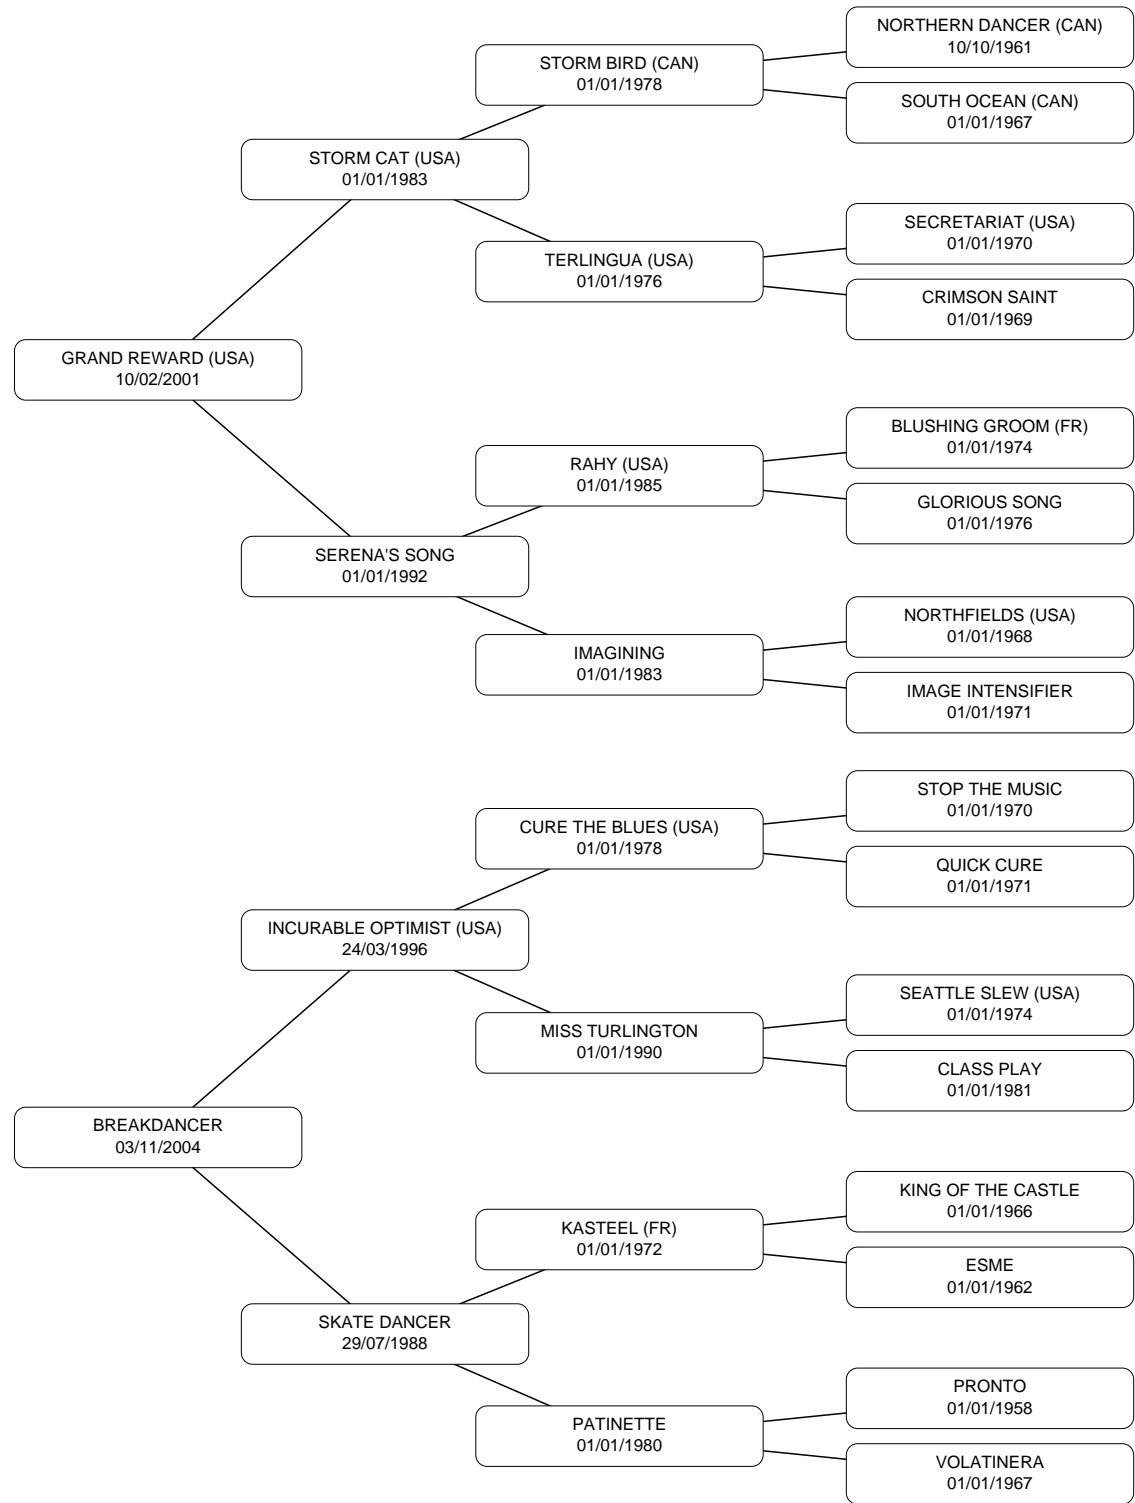 NORTHERN DANCER (CAN)
10/10/1961
STORM BIRD (CAN)
01/01/1978
SOUTH OCEAN (CAN)
01/01/1967
STORM CAT (USA)
01/01/1983
SECRETARIAT (USA)
01/01/1970
TERLINGUA (USA)
01/01/1976
CRIMSON SAINT
01/01/1969
GRAND REWARD (USA)
10/02/2001
BLUSHING GROOM (FR)
01/01/1974
RAHY (USA)
01/01/1985
GLORIOUS SONG
01/01/1976
SERENA'S SONG
01/01/1992
NORTHFIELDS (USA)
01/01/1968
IMAGINING
01/01/1983
IMAGE INTENSIFIER
01/01/1971
STOP THE MUSIC
01/01/1970
CURE THE BLUES (USA)
01/01/1978
QUICK CURE
01/01/1971
INCURABLE OPTIMIST (USA)
24/03/1996
SEATTLE SLEW (USA)
01/01/1974
MISS TURLINGTON
01/01/1990
CLASS PLAY
01/01/1981
BREAKDANCER
03/11/2004
KING OF THE CASTLE
01/01/1966
KASTEEL (FR)
01/01/1972
ESME
01/01/1962
SKATE DANCER
29/07/1988
PRONTO
01/01/1958
PATINETTE
01/01/1980
VOLATINERA
01/01/1967